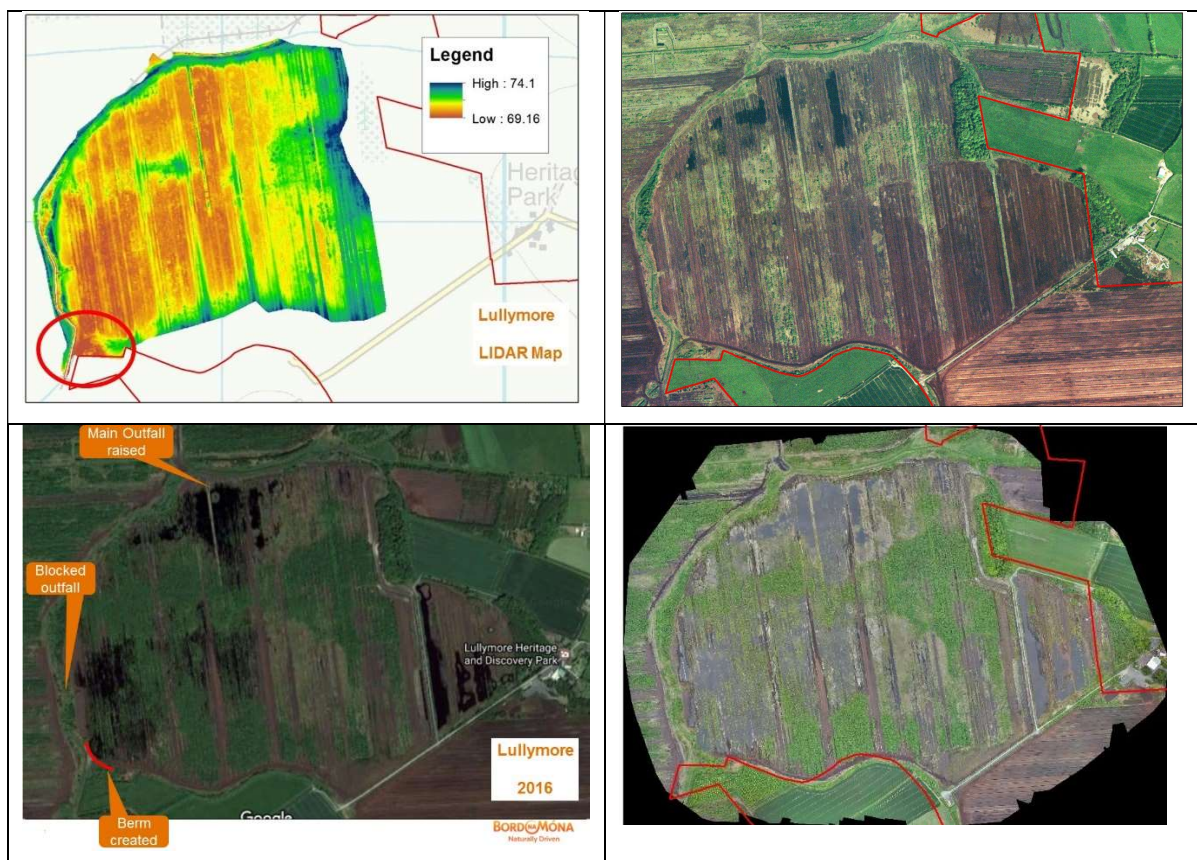 Legend
High : 74.1
Low : 69.16
Heritag
Park
Lullymore
LIDAR Map
Main Outfall
raised
Blocked
outfall
Lullymore Heritage
and Discovery Park
Lullymore
2016
Google
Berm
created
BORD NA MÓNA
Naturally Driven